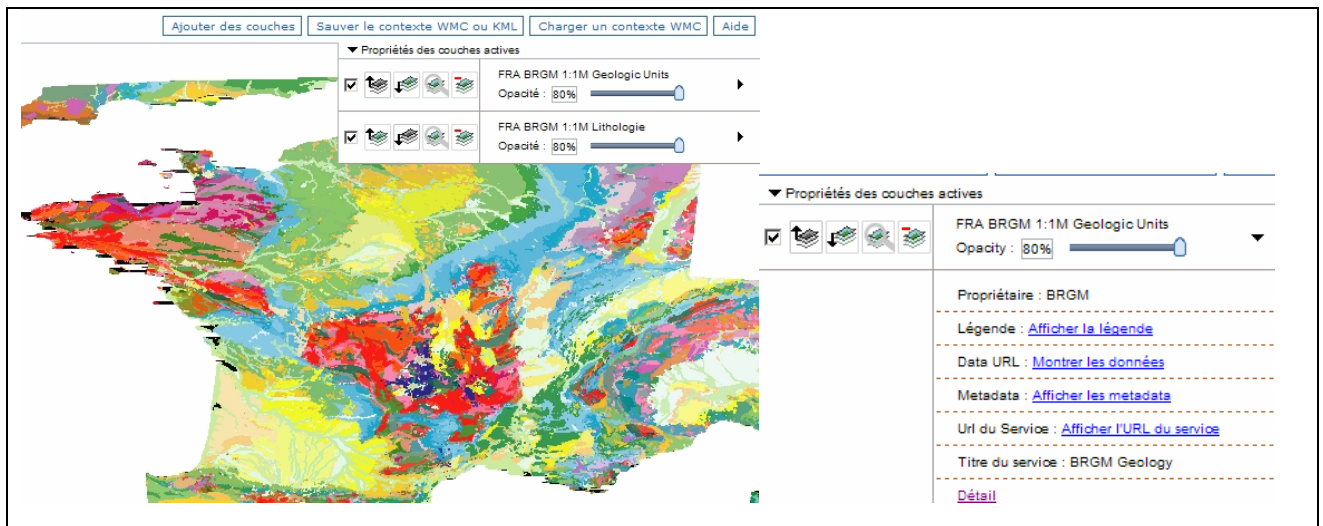 Ajouter des couches Sauver le contexte WMC ou KML Charger un contexte WMC Aide
Propriétés des couches actives
FRA BRGM 1:1M Geologic Units
Opacité : 80%
FRA BRGM 1:1M Lithologie
Opacité : 80%
Propriétés des couches actives
FRA BRGM 1:1M Geologic Units
Opacity : 80%
Propriétaire : BRGM
Légende : Afficher la légende
Data URL : Montrer les données
Metadata : Afficher les metadata
Url du Service : Afficher l'URL du service
Titre du service : BRGM Geology
Détail